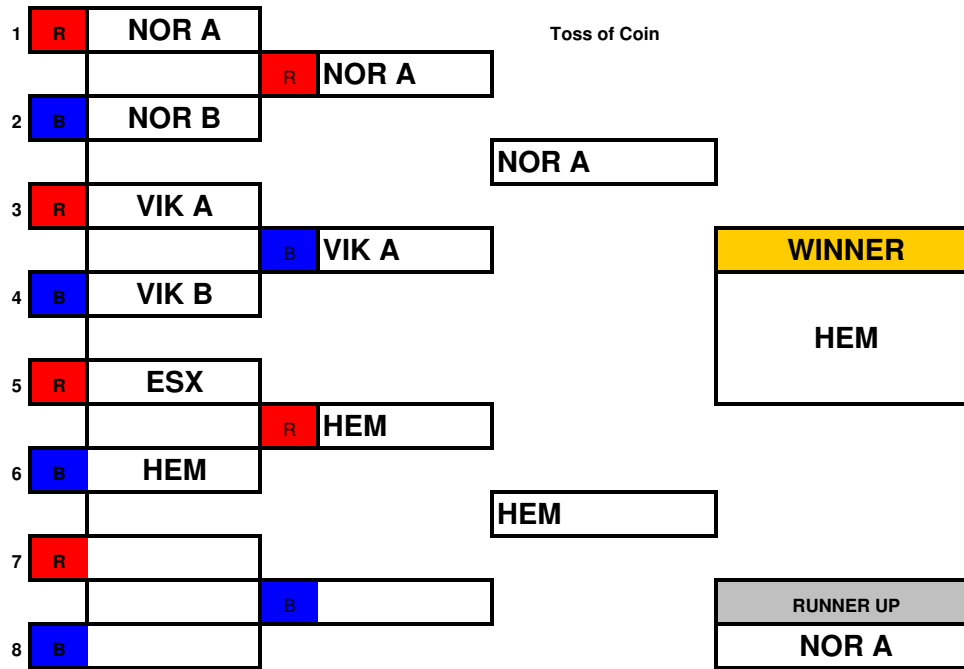 1 R NOR A Toss of Coin
R NOR A
2 B NOR B
NOR A
3 R VIK A
B VIK A WINNER
4 B VIK B
HEM
5 R ESX
R HEM
6 B HEM
HEM
7 R
B RUNNER UP
8 B NOR A